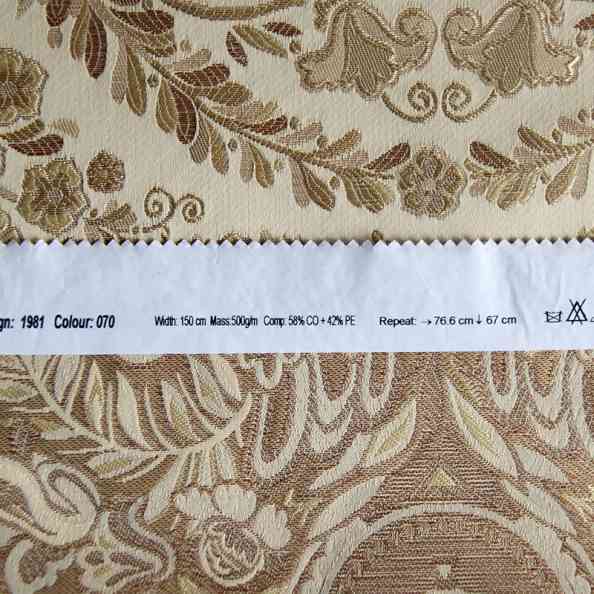 gn: 1981 Colour: 070 Width: 150 cm Mass:500g/m Comp: 58% CO + 42% PE Repeat: → 76.6 cm ↓ 67 cm